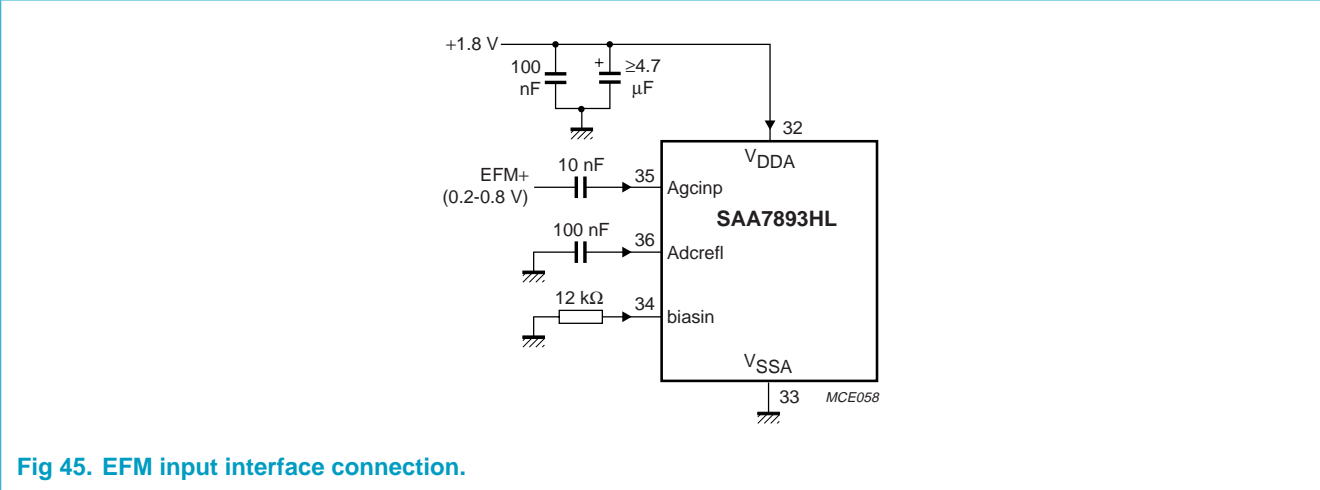 +1.8 V
100
nF
+
≥4.7
μF
32
VDDA
EFM+
(0.2-0.8 V)
10 nF
35
Agcinp
SAA7893HL
100 nF
36
Adcrefl
12 kΩ
34
biasin
VSSA
33
MCE058
Fig 45. EFM input interface connection.